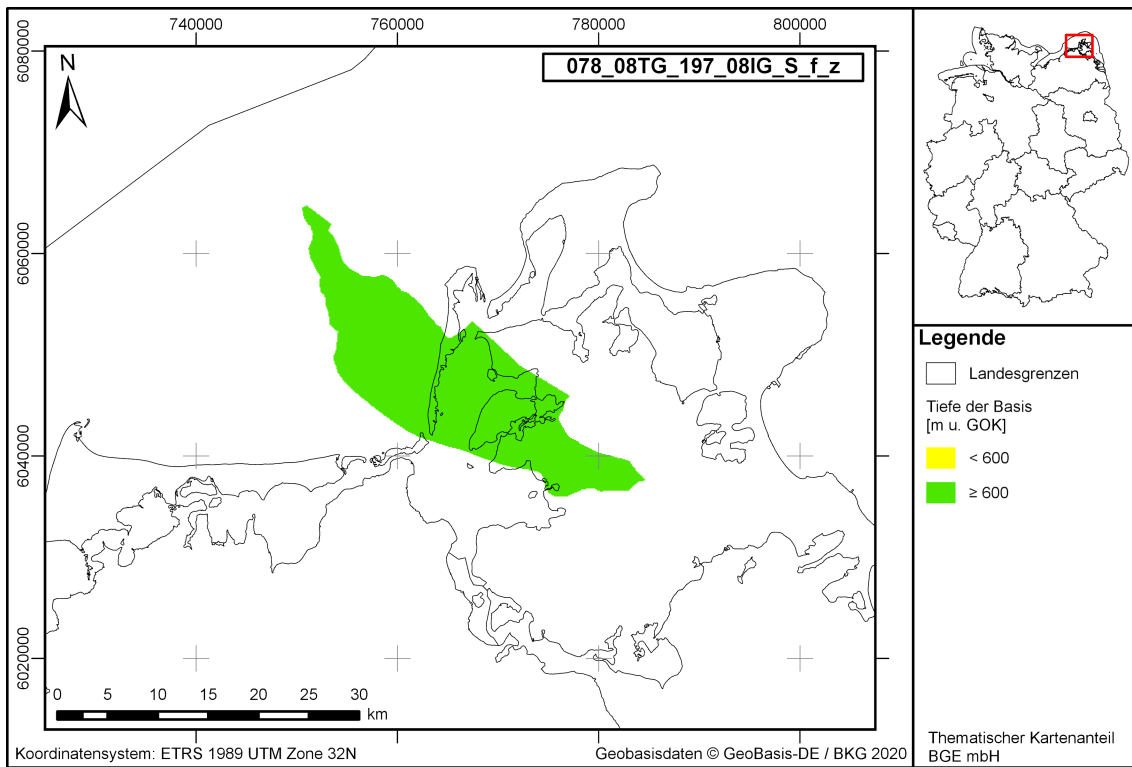 740000 760000 780000 800000
6080000
6060000
6040000
6020000
N
078_08TG_197_08IG_S_f_z
0 5 10 15 20 25 30
km
Koordinatensystem: ETRS 1989 UTM Zone 32N
Geobasisdaten © GeoBasis-DE / BKG 2020
Legende
Landesgrenzen
Tiefe der Basis
[m u. GOK]
< 600
≥ 600
Thematischer Kartenanteil
BGE mbH